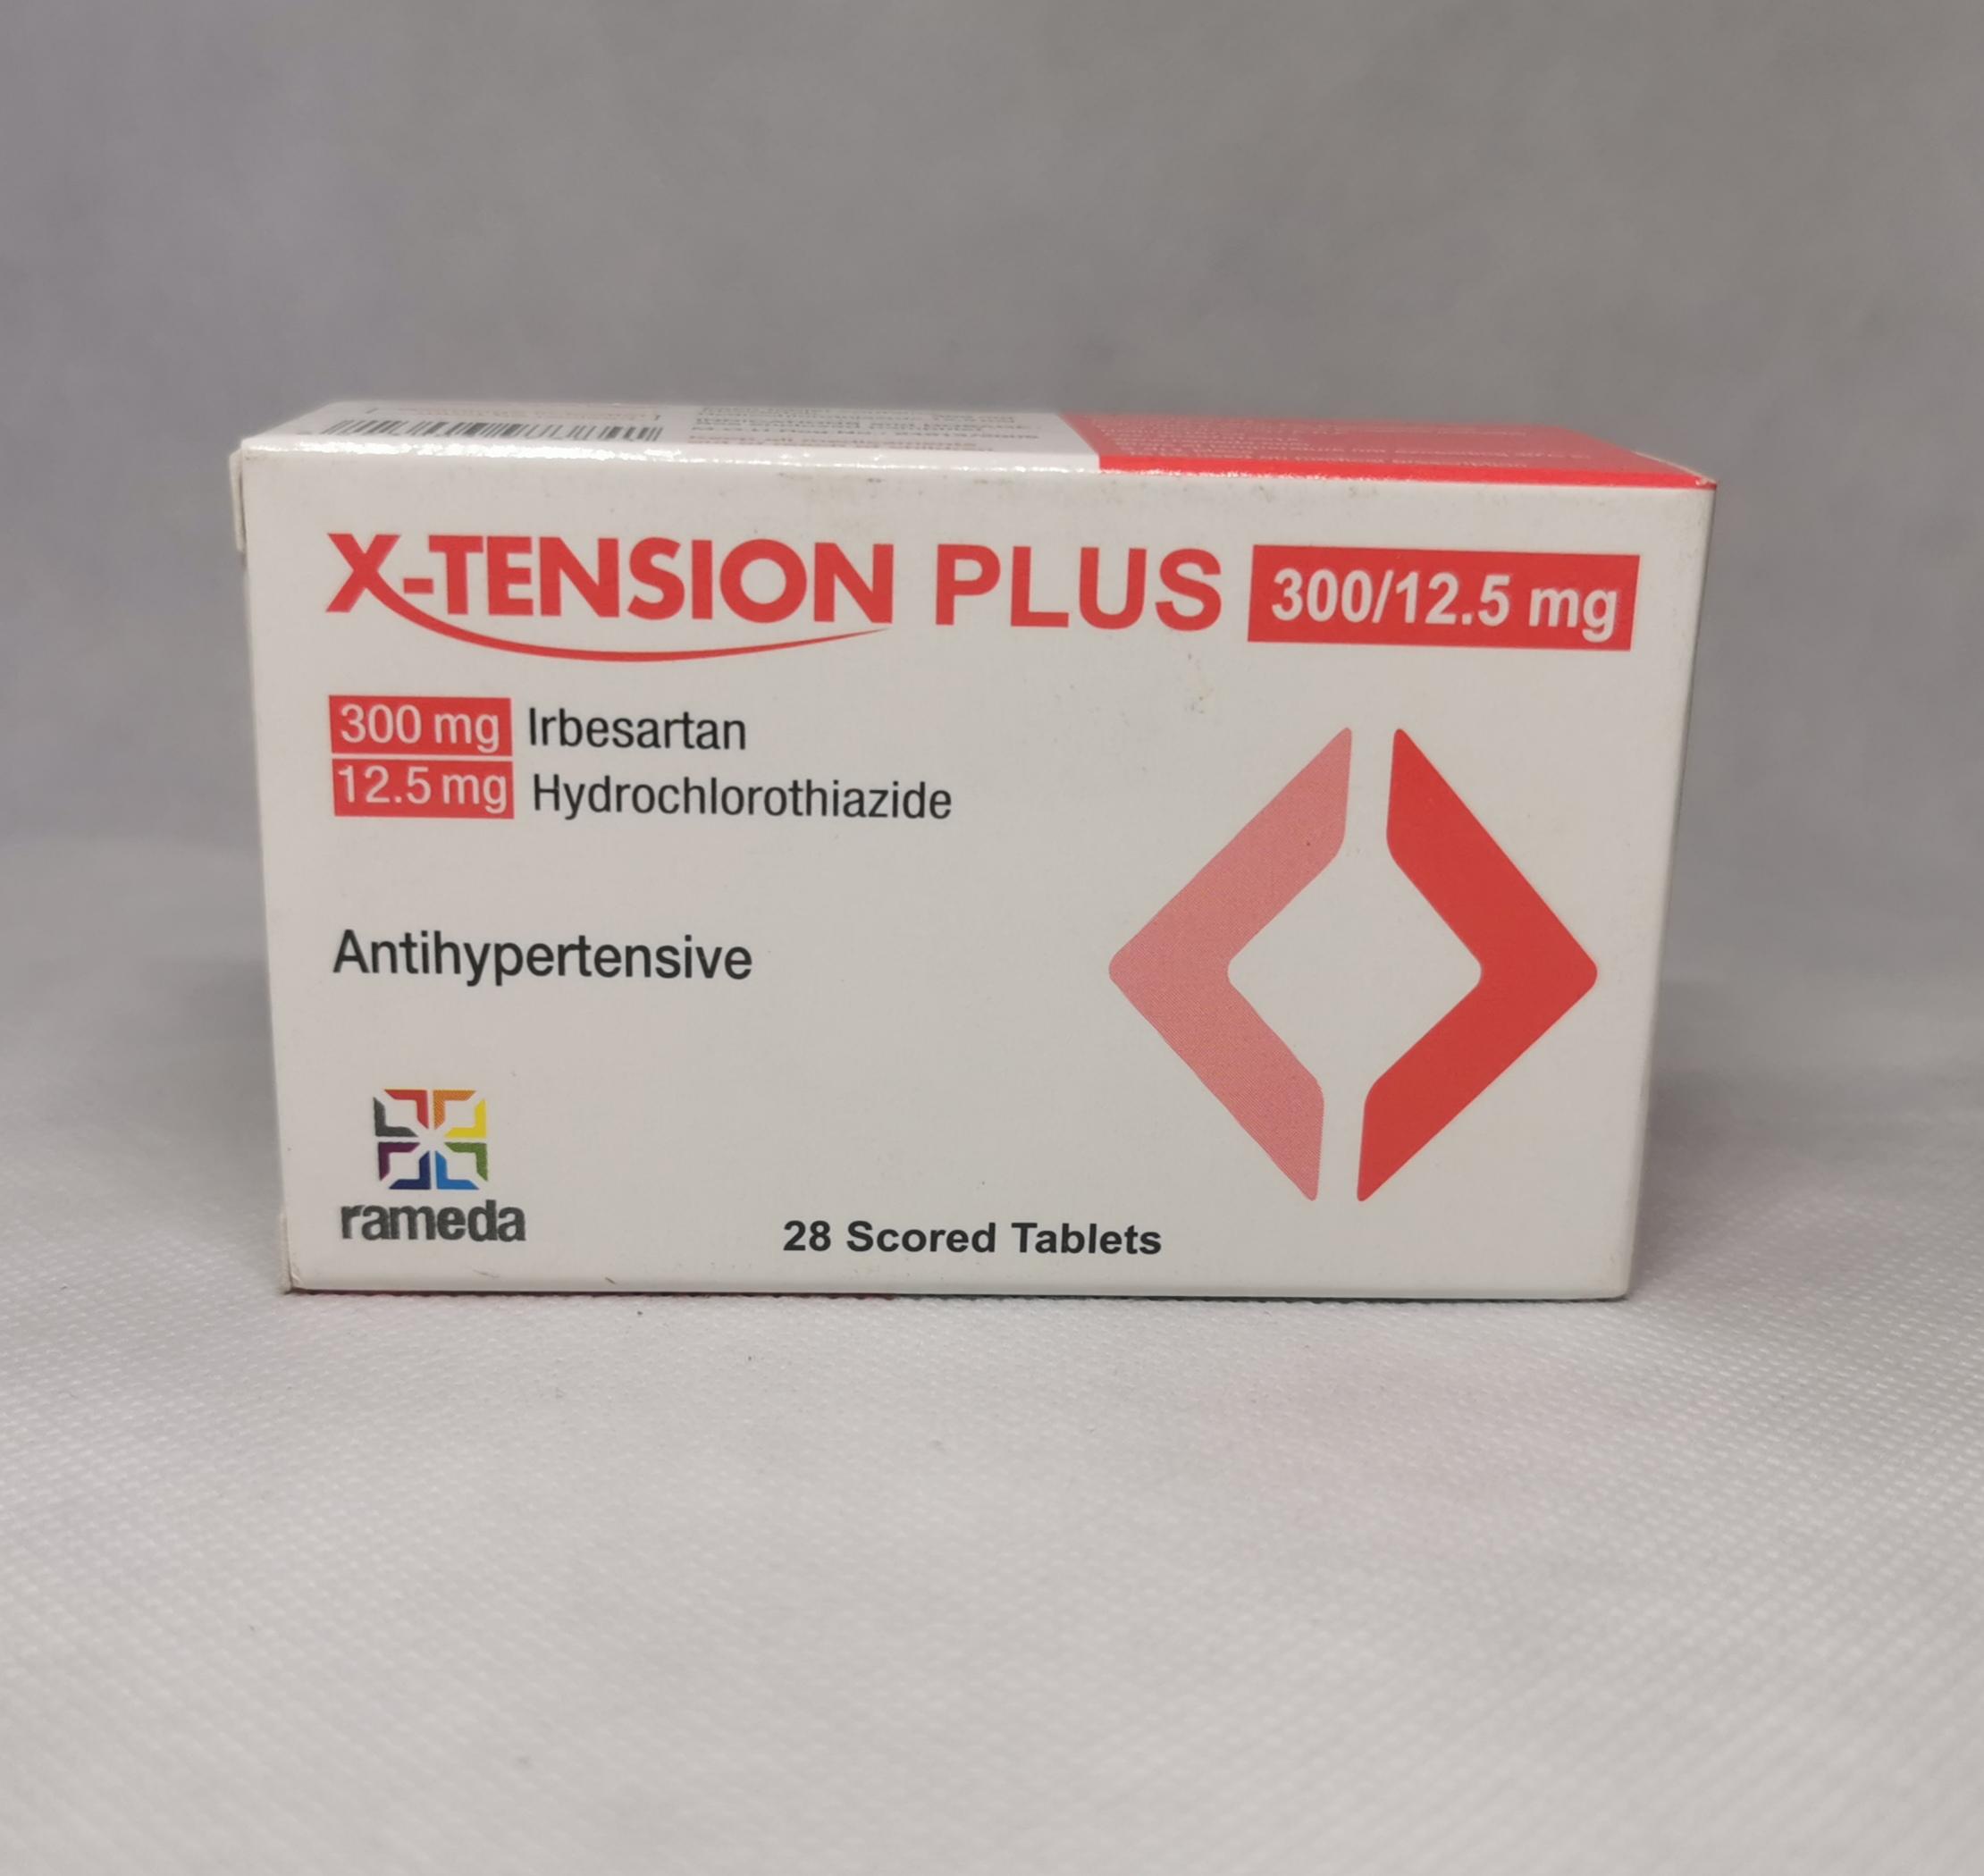 X-TENSION PLUS 300/12.5 mg
300 mg Irbesartan
12.5 mg Hydrochlorothiazide
Antihypertensive
rameda
28 Scored Tablets